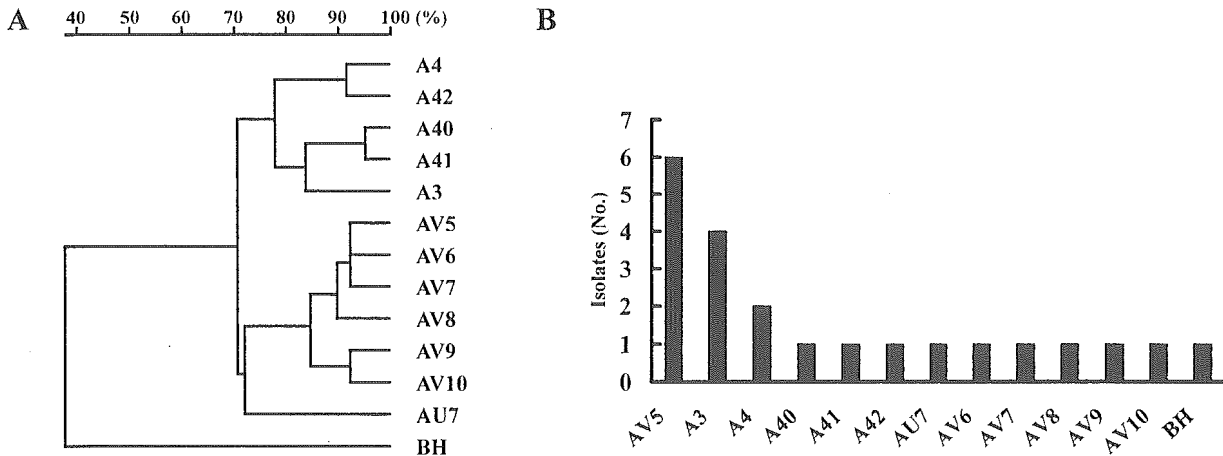 A
40 50 60 70 80 90 100 (%)
A4
A42
A40
A41
A3
AV5
AV6
AV7
AV8
AV9
AV10
AU7
BH
B
Isolates (No.)
7
6
5
4
3
2
1
0
AV5 A3 A4 A40 A41 A42 AU7 AV6 AV7 AV8 AV9 AV10 BH